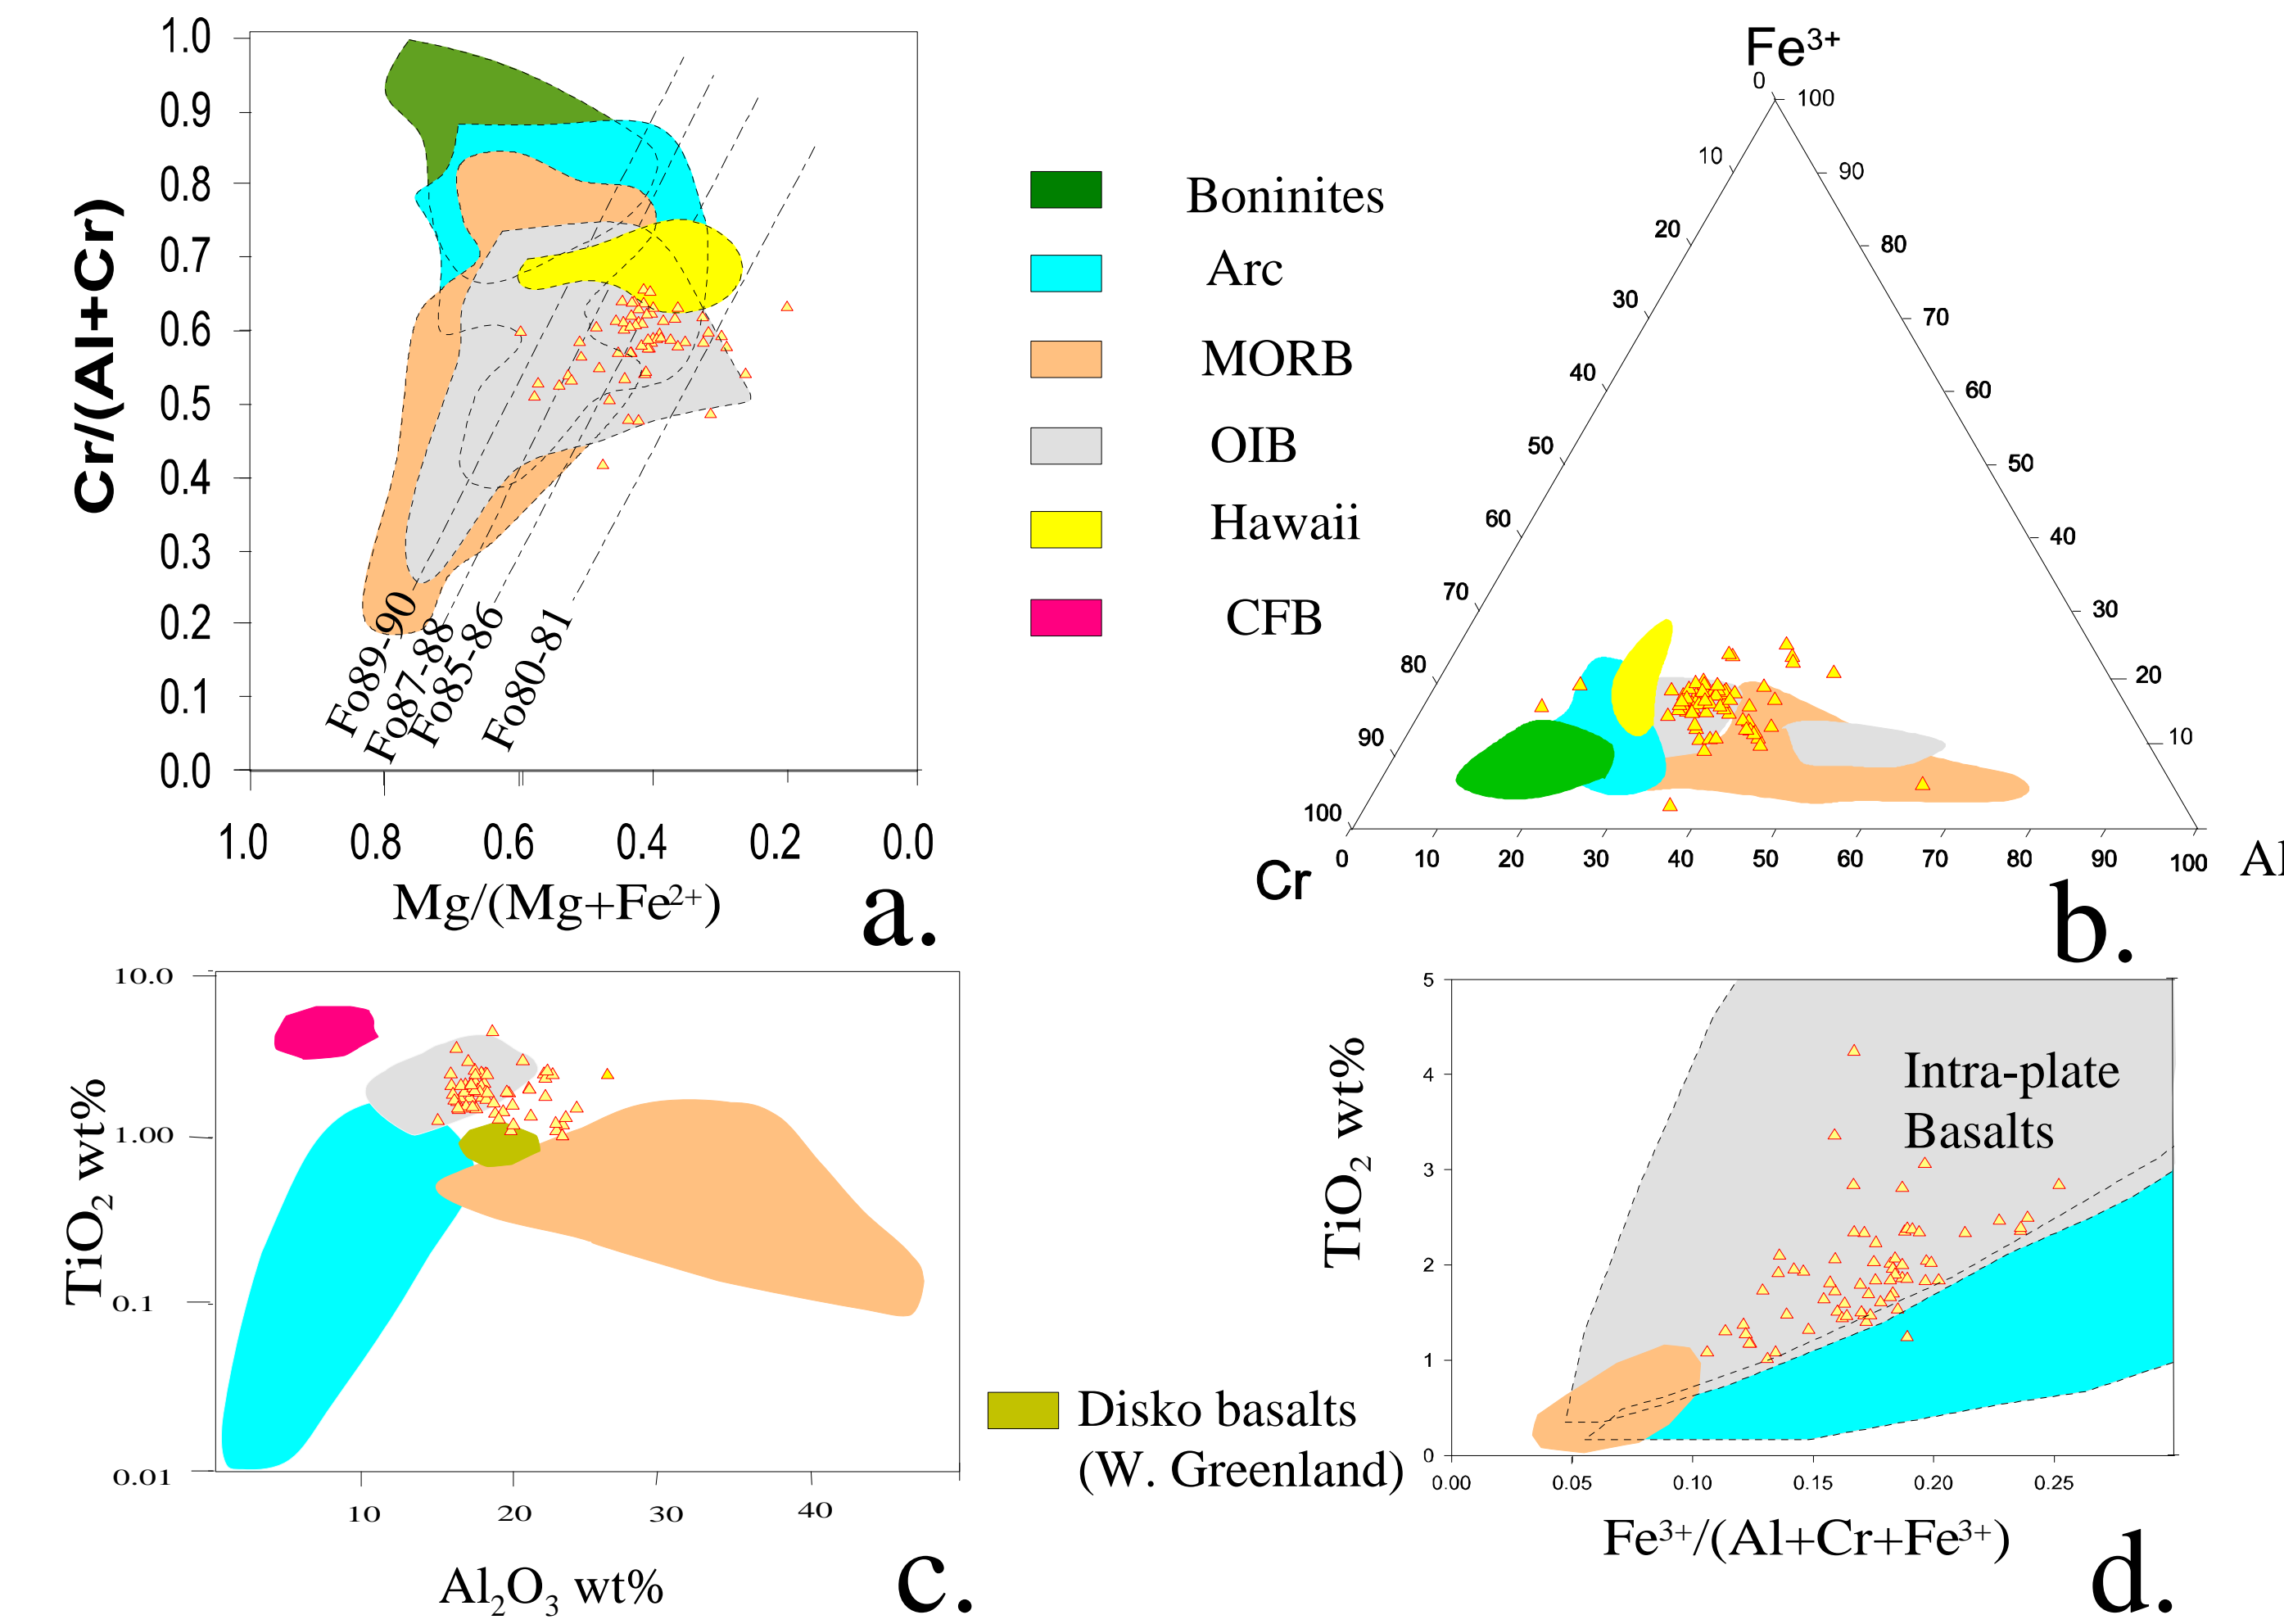 1.0
0.9
0.8
0.7
0.6
0.5
0.4
0.3
0.2
0.1
0.0
Cr/(Al+Cr)
Fo89-90
Fo87-88
Fo85-86
Fo80-81
1.0 0.8 0.6 0.4 0.2 0.0
Mg/(Mg+Fe²⁺)
a.
Boninites
Arc
MORB
OIB
Hawaii
CFB
Fe³⁺
0 100
10 90
20 80
30 70
40 60
50 50
60 40
70 30
80 20
90 10
100
0 10 20 30 40 50 60 70 80 90 100
Cr
Al
b.
10.0
1.00
0.1
0.01
TiO₂ wt%
10 20 30 40
Al₂O₃ wt%
c.
Disko basalts
(W. Greenland)
5
4
3
2
1
0
TiO₂ wt%
Intra-plate
Basalts
0.00 0.05 0.10 0.15 0.20 0.25
Fe³⁺/(Al+Cr+Fe³⁺)
d.